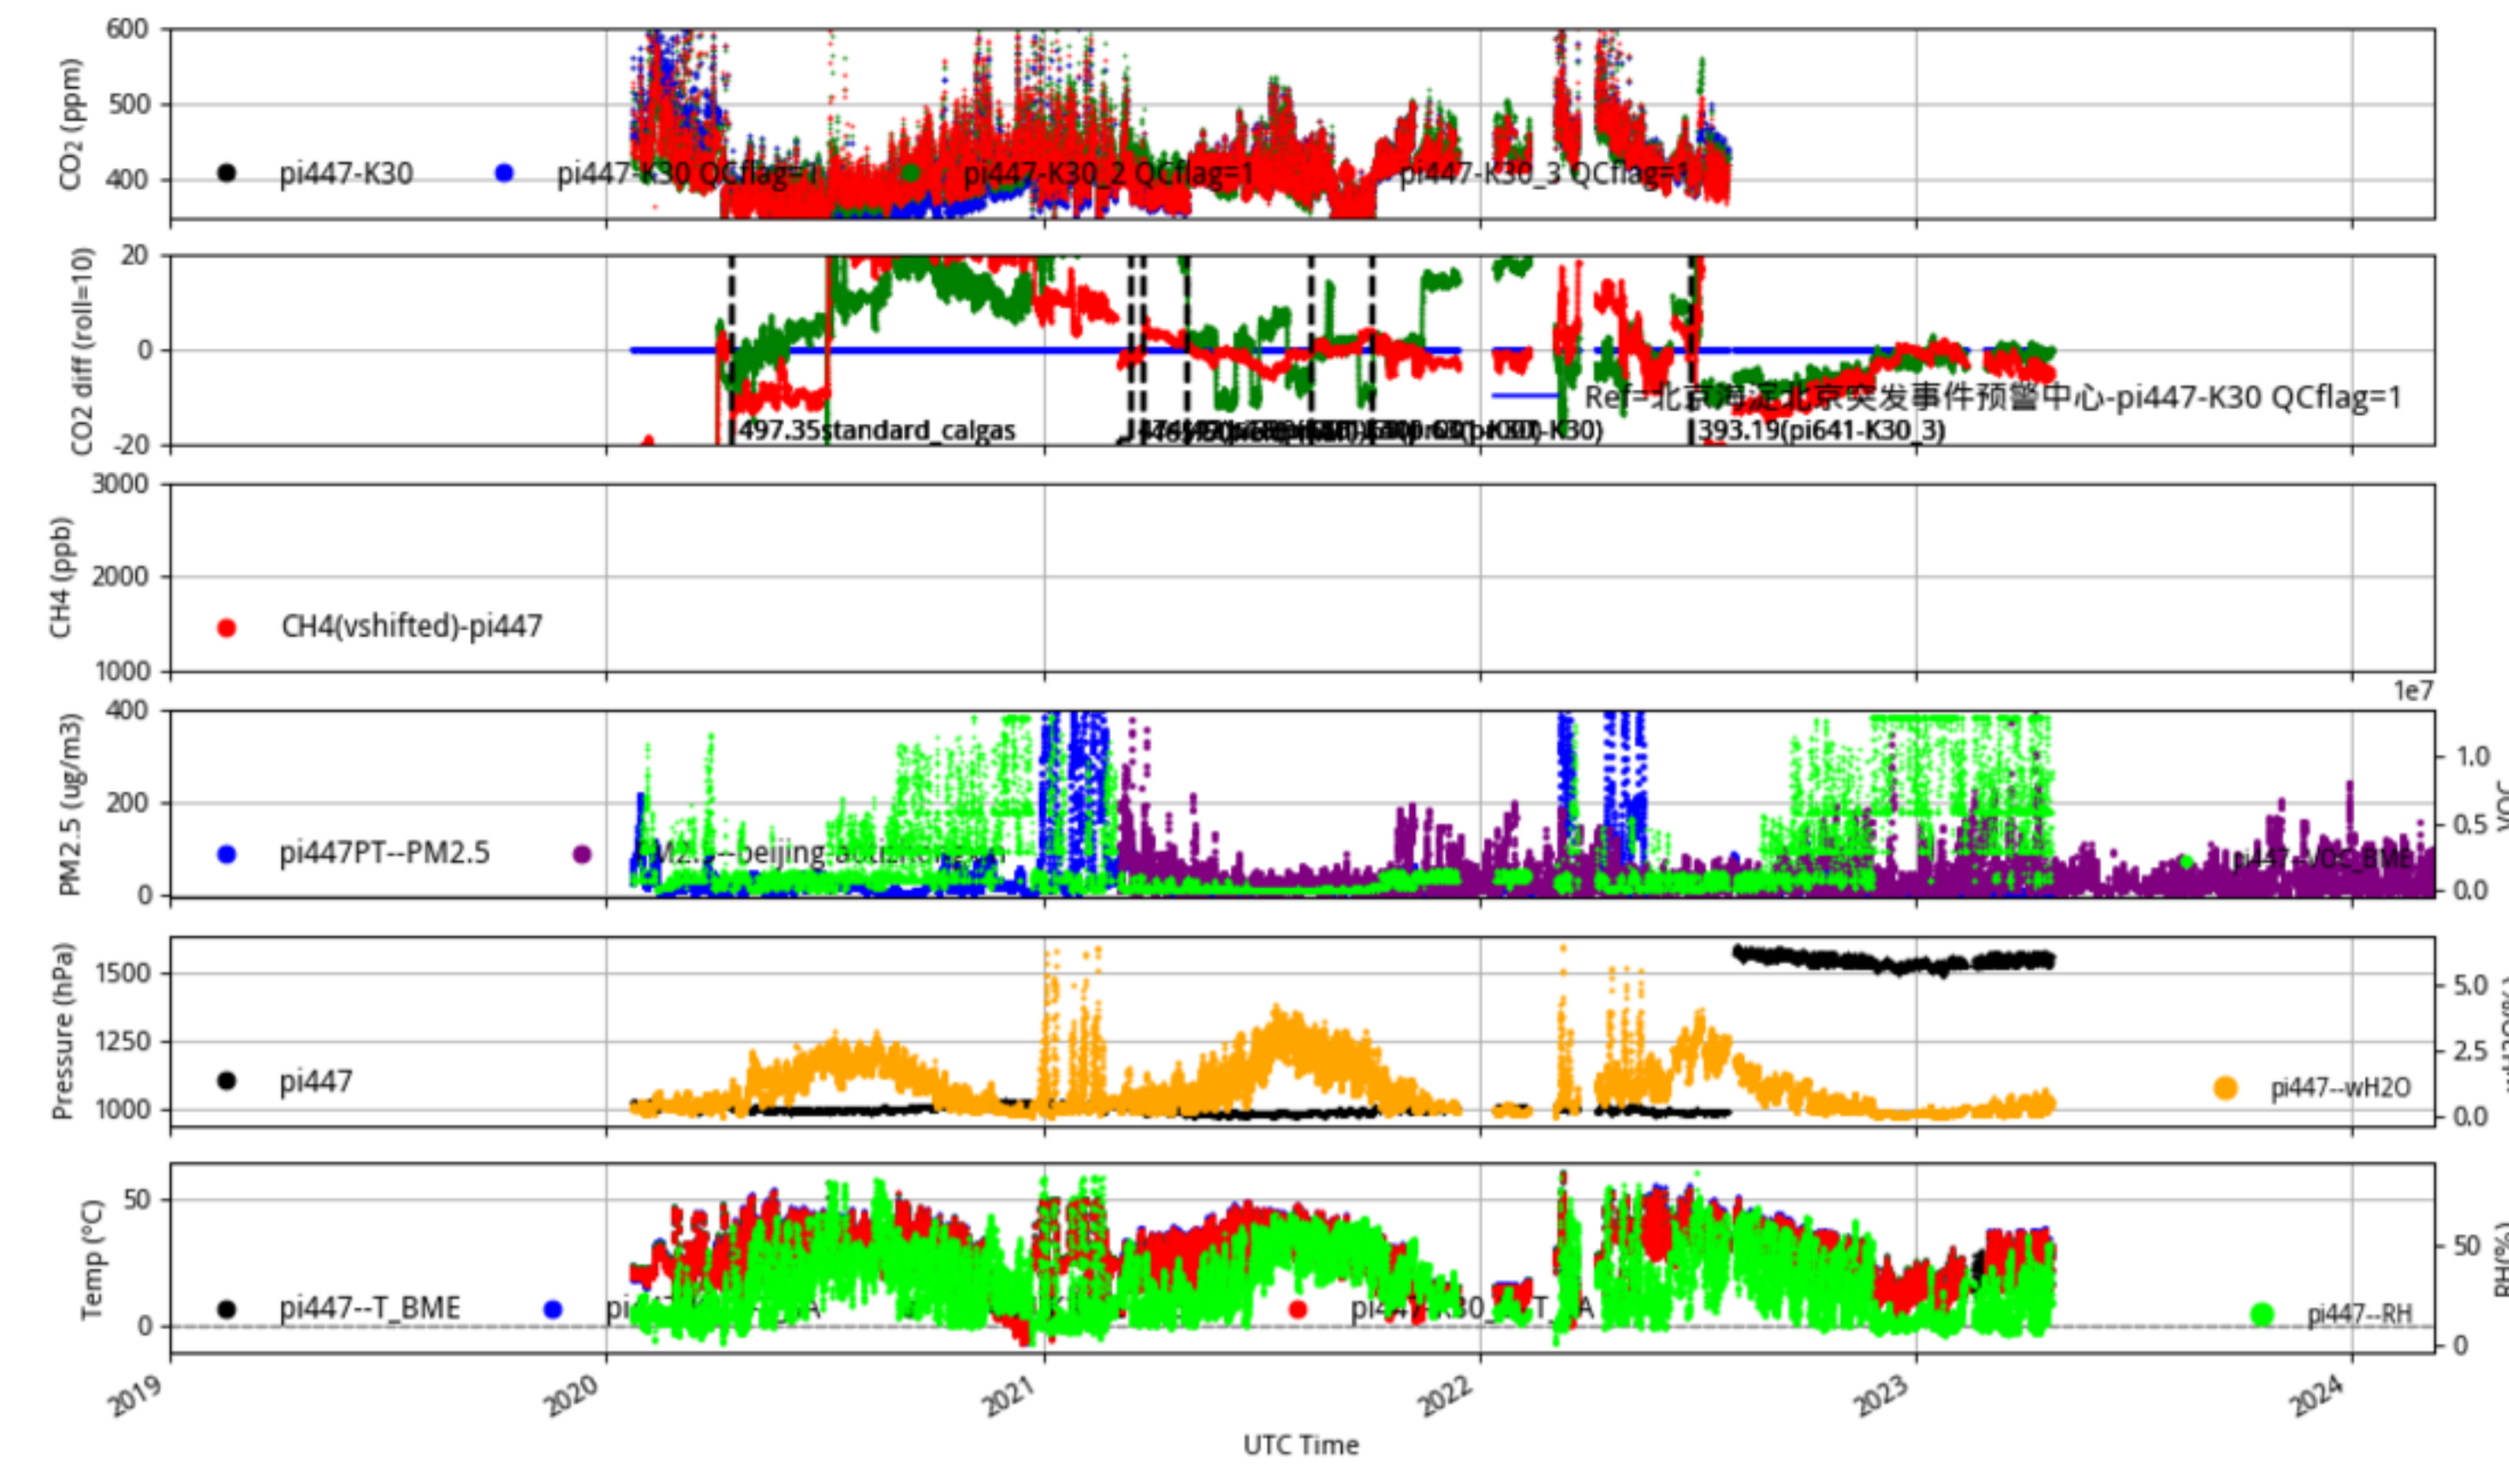 600
500
400
CO2 (ppm)
pi447-K30
pi447-K30 QCflag=1
pi447-K30_2 QCflag=1
pi447-K30_3 QCflag=1
20
0
-20
CO2 diff (roll=10)
Ref=北京海淀北京突发事件预警中心-pi447-K30 QCflag=1
497.35standard_calgas
393.19(pi641-K30_3)
3000
2000
1000
CH4 (ppb)
CH4(vshifted)-pi447
1e7
400
200
0
PM2.5 (ug/m3)
pi447PT--PM2.5
1.0
0.5
0.0
VOC
pi447--VOC_BME
1500
1250
1000
Pressure (hPa)
pi447
5.0
2.5
0.0
pi447--wH2O
50
0
Temp (°C)
pi447--T_BME
50
0
pi447--RH
2019
2020
2021
2022
2023
2024
UTC Time